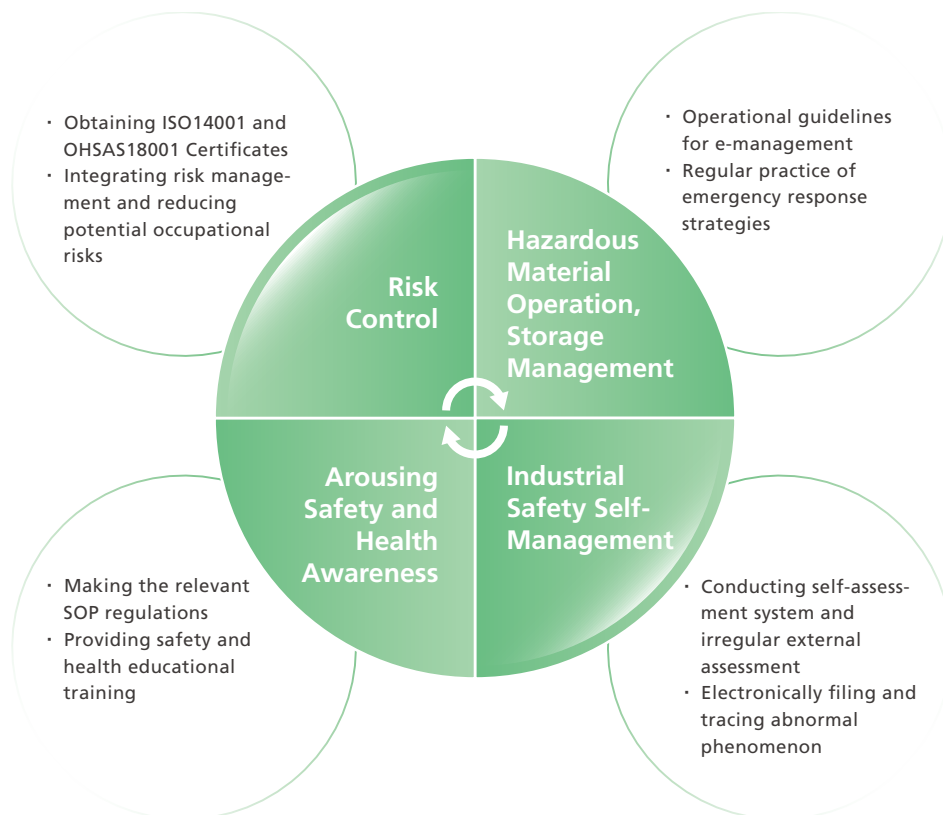 · Obtaining ISO14001 and
OHSAS18001 Certificates
· Integrating risk manage-
ment and reducing
potential occupational
risks
· Operational guidelines
for e-management
· Regular practice of
emergency response
strategies
Risk
Control
Hazardous
Material
Operation,
Storage
Management
Arousing
Safety and
Health
Awareness
Industrial
Safety Self-
Management
· Making the relevant
SOP regulations
· Providing safety and
health educational
training
· Conducting self-assess-
ment system and
irregular external
assessment
· Electronically filing and
tracing abnormal
phenomenon